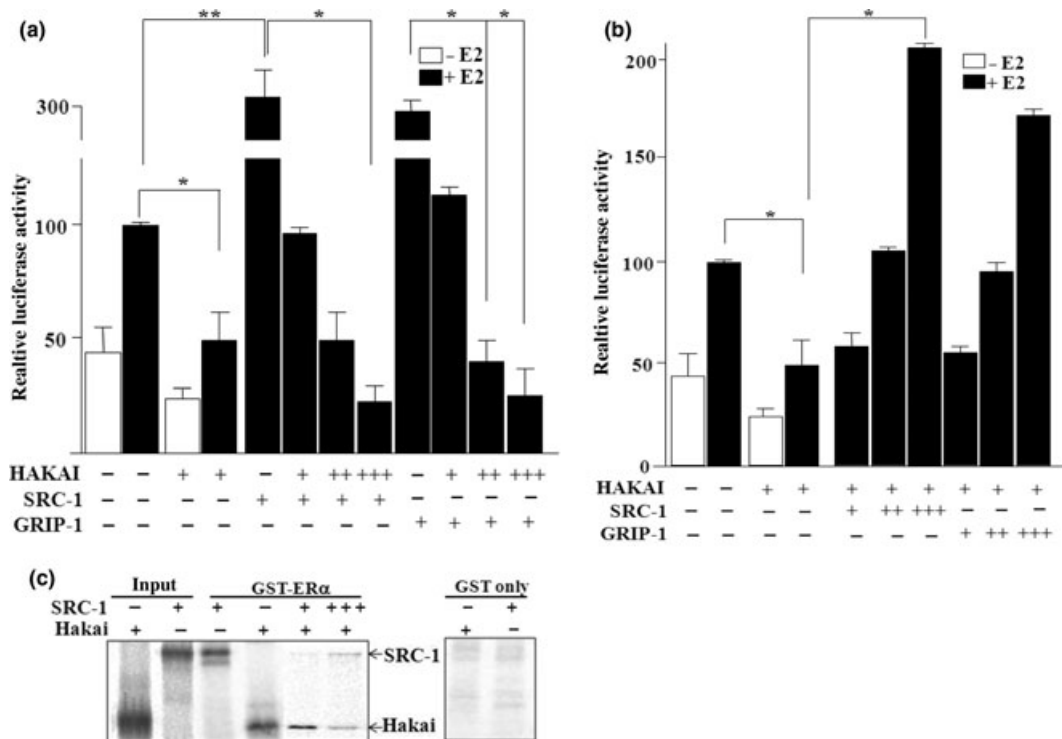 (a)
** * * *
– E2
+ E2
300
100
50
*
Realtive luciferase activity
HAKAI – – + + – + ++ +++ – + ++ +++
SRC-1 – – – – + + + + – – – –
GRIP-1 – – – – – – – – + + + +
(b)
*
– E2
+ E2
200
150
100
50
0
*
Realtive luciferase activity
HAKAI – – + + + + + + + +
SRC-1 – – – – + ++ +++ – – –
GRIP-1 – – – – – – – + ++ +++
(c)
Input GST-ERα GST only
SRC-1 – + + – + +++ – +
Hakai + – – + + + + –
SRC-1
Hakai